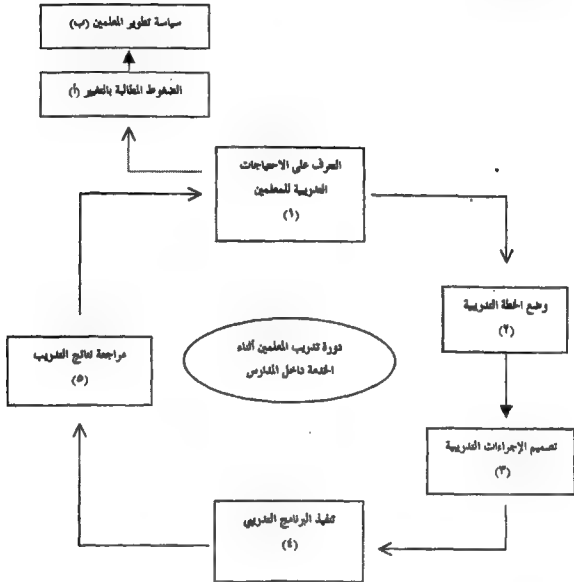 سياسة تطوير المعلمين (ب)
الضغوط المطالبة بالتغيير (أ)
التعرف على الاحتياجات
التدريبية للمعلمين
(١)
وضع الخطة التدريبية
(٢)
دورة تدريب المعلمين أثناء
الخدمة داخل المدارس
مراجعة نتائج التدريب
(٥)
تصميم الإجراءات التدريبية
(٣)
تنفيذ البرنامج التدريبي
(٤)